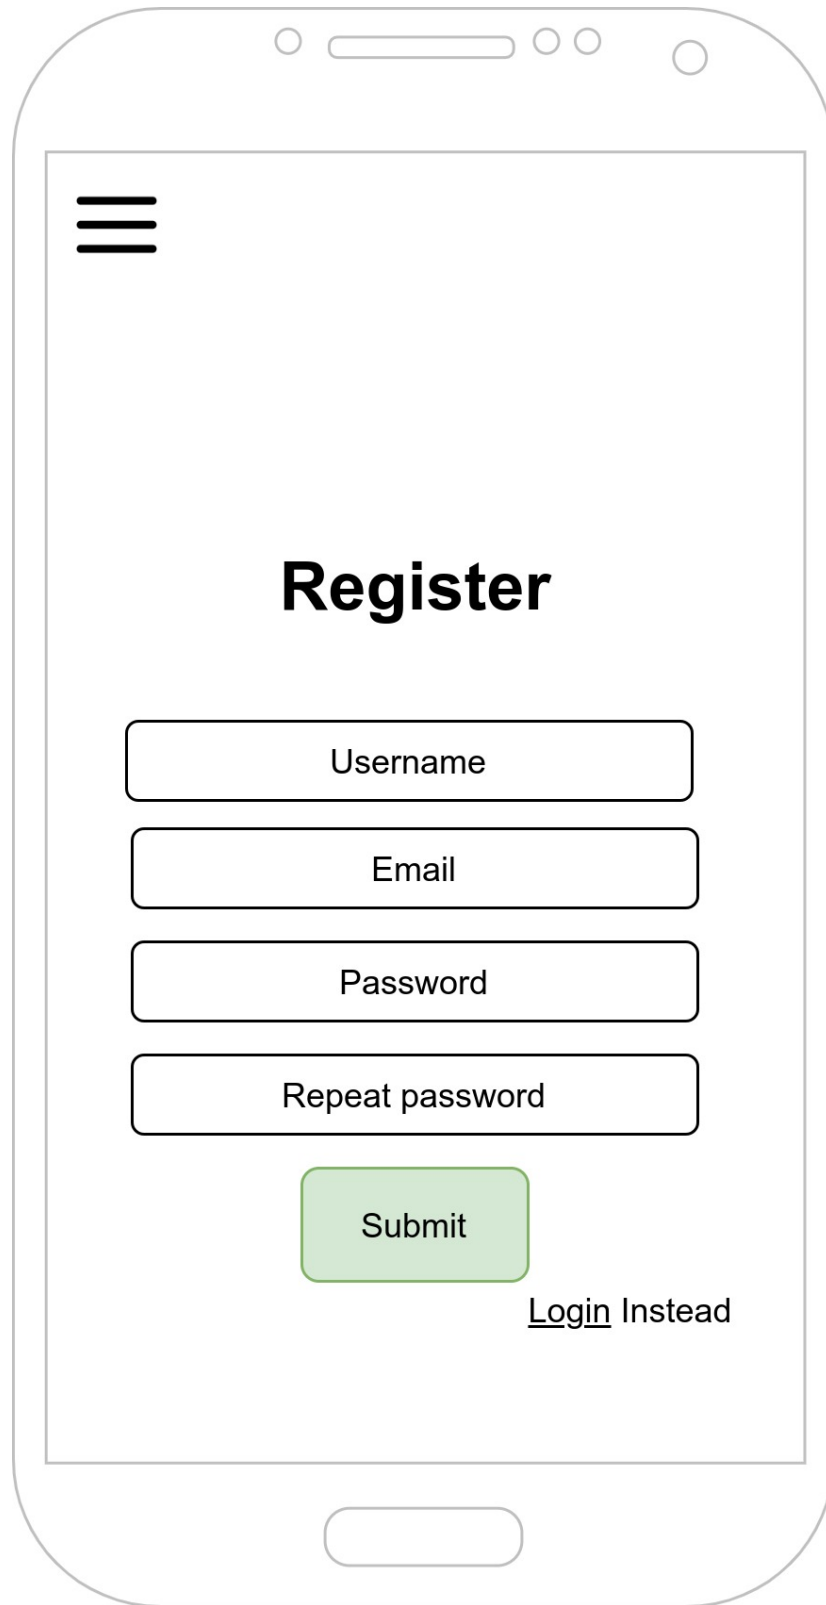 Register
Username
Email
Password
Repeat password
Submit
Login Instead